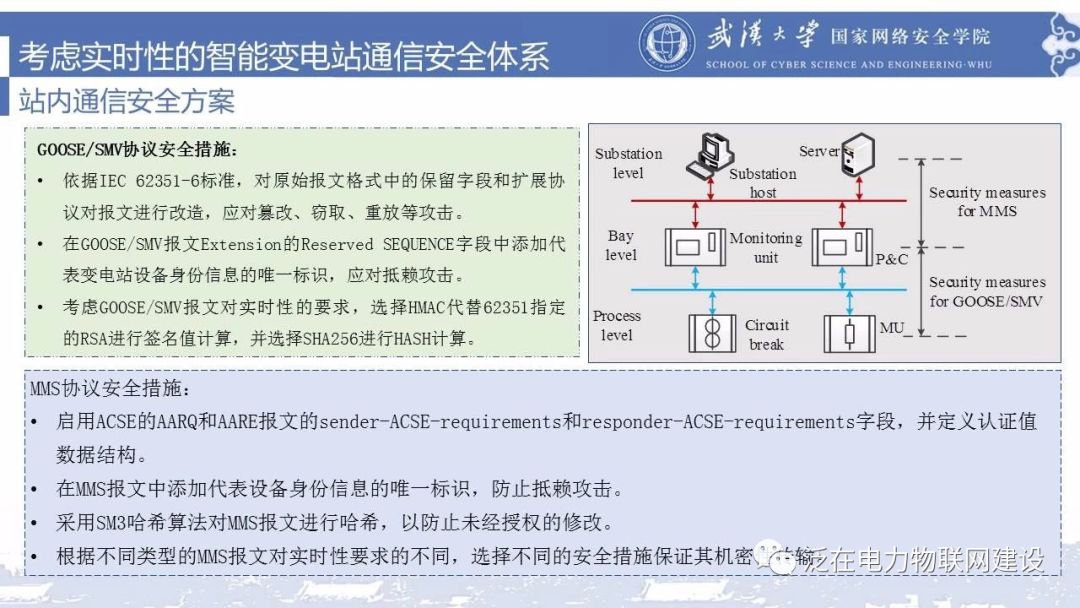 考虑实时性的智能变电站通信安全体系
武漢大学 国家网络安全学院
SCHOOL OF CYBER SCIENCE AND ENGINEERING·WHU
站内通信安全方案
GOOSE/SMV协议安全措施：
• 依据IEC 62351-6标准，对原始报文格式中的保留字段和扩展协
议对报文进行改造，应对篡改、窃取、重放等攻击。
• 在GOOSE/SMV报文Extension的Reserved SEQUENCE字段中添加代
表变电站设备身份信息的唯一标识，应对抵赖攻击。
• 考虑GOOSE/SMV报文对实时性的要求，选择HMAC代替62351指定
的RSA进行签名值计算，并选择SHA256进行HASH计算。
Substation
level
Substation
host
Server
Security measures
for MMS
Bay
level
Monitoring
unit
P&C
Security measures
for GOOSE/SMV
Process
level
Circuit
break
MU
MMS协议安全措施：
• 启用ACSE的AARQ和AARE报文的sender-ACSE-requirements和responder-ACSE-requirements字段，并定义认证值
数据结构。
• 在MMS报文中添加代表设备身份信息的唯一标识，防止抵赖攻击。
• 采用SM3哈希算法对MMS报文进行哈希，以防止未经授权的修改。
• 根据不同类型的MMS报文对实时性要求的不同，选择不同的安全措施保证其机密 传输
泛在电力物联网建设